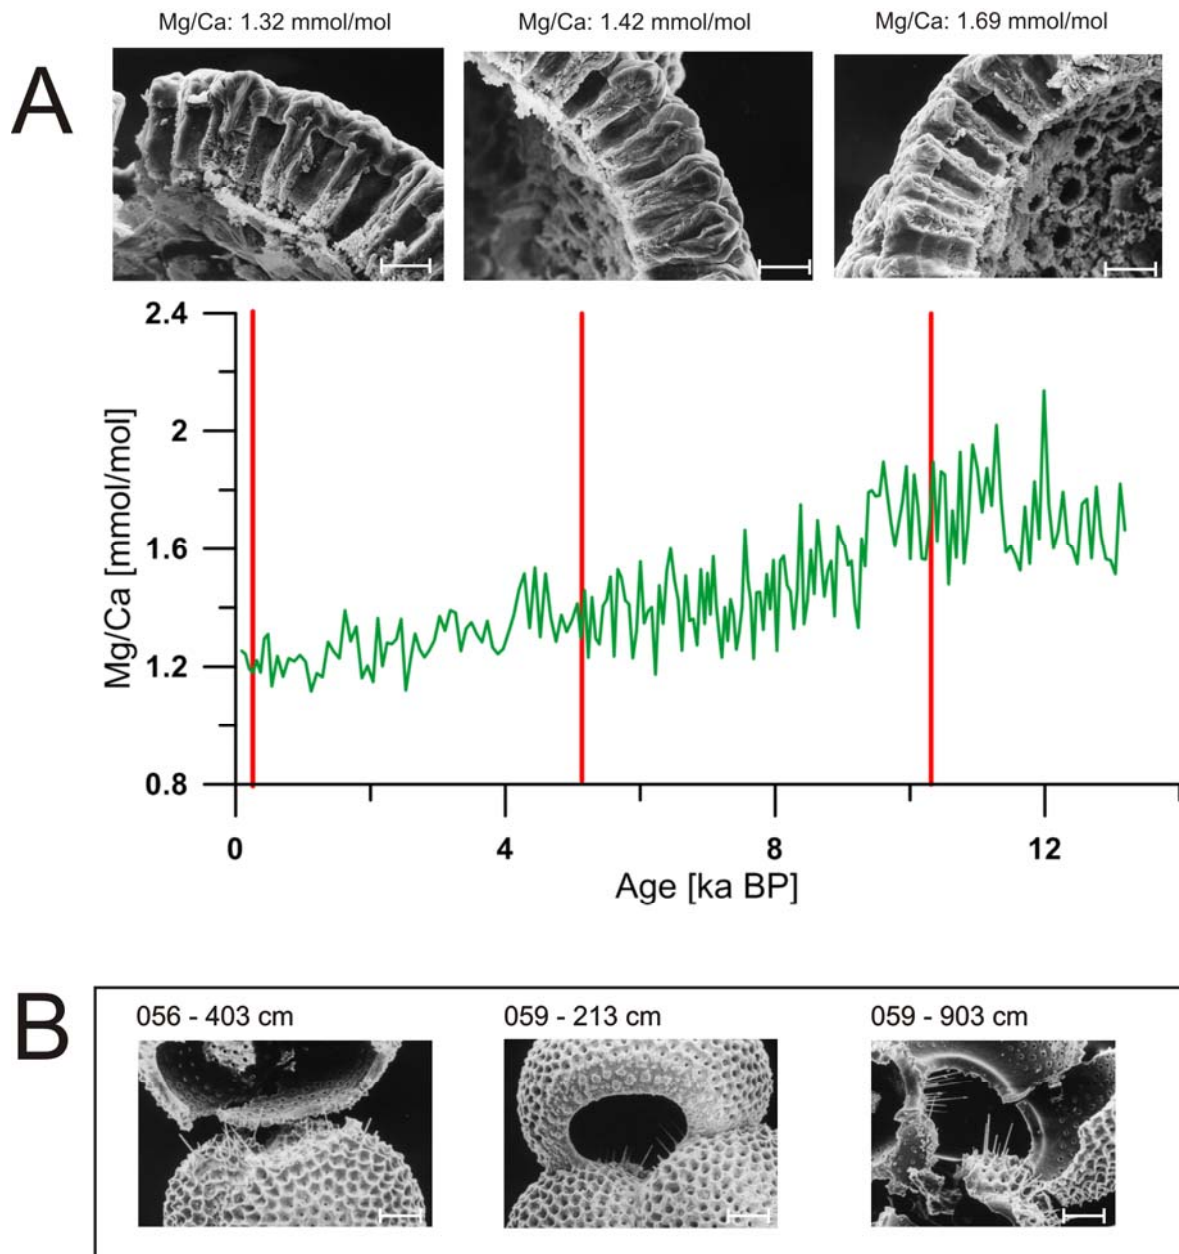 Mg/Ca: 1.32 mmol/mol Mg/Ca: 1.42 mmol/mol Mg/Ca: 1.69 mmol/mol
A
2.4
2
1.6
1.2
0.8
Mg/Ca [mmol/mol]
0 4 8 12
Age [ka BP]
B
056 - 403 cm 059 - 213 cm 059 - 903 cm